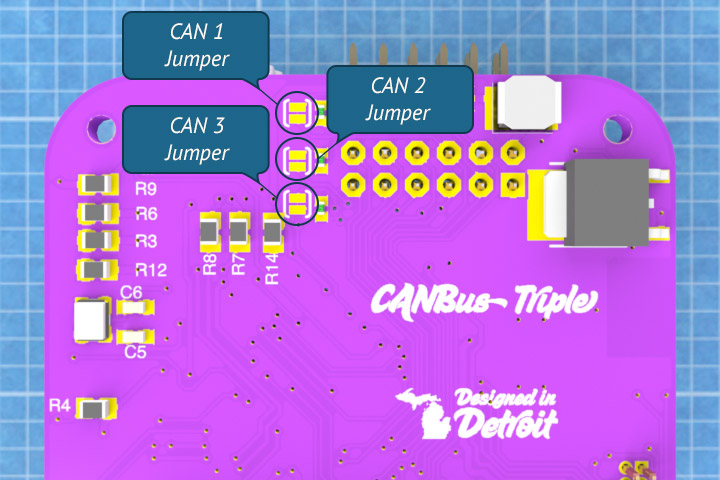 CAN 1
Jumper
CAN 2
Jumper
CAN 3
Jumper
R9
R6
R3
R12
R8
R7
R14
C6
C5
R4
CANBus Triple
Designed in
Detroit